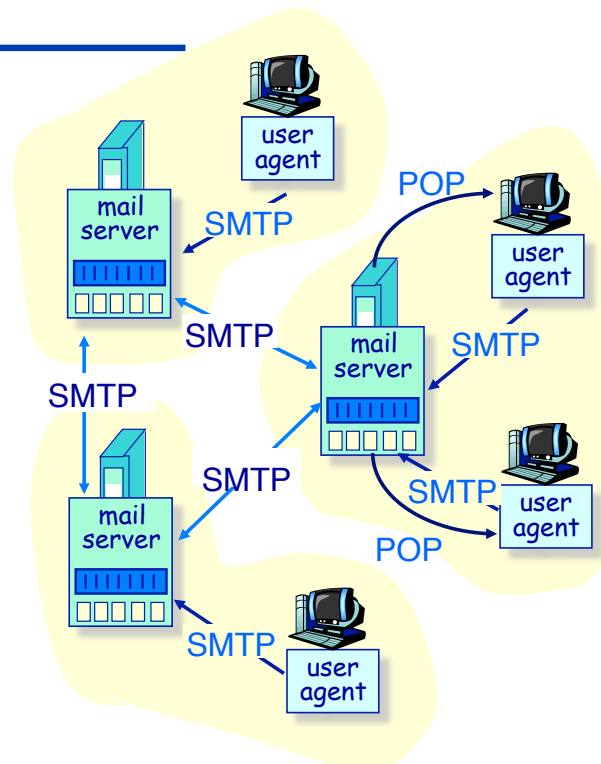 user
agent
mail
server
SMTP
POP
user
agent
SMTP
mail
server
SMTP
SMTP
SMTP
SMTP
user
agent
POP
mail
server
SMTP
user
agent